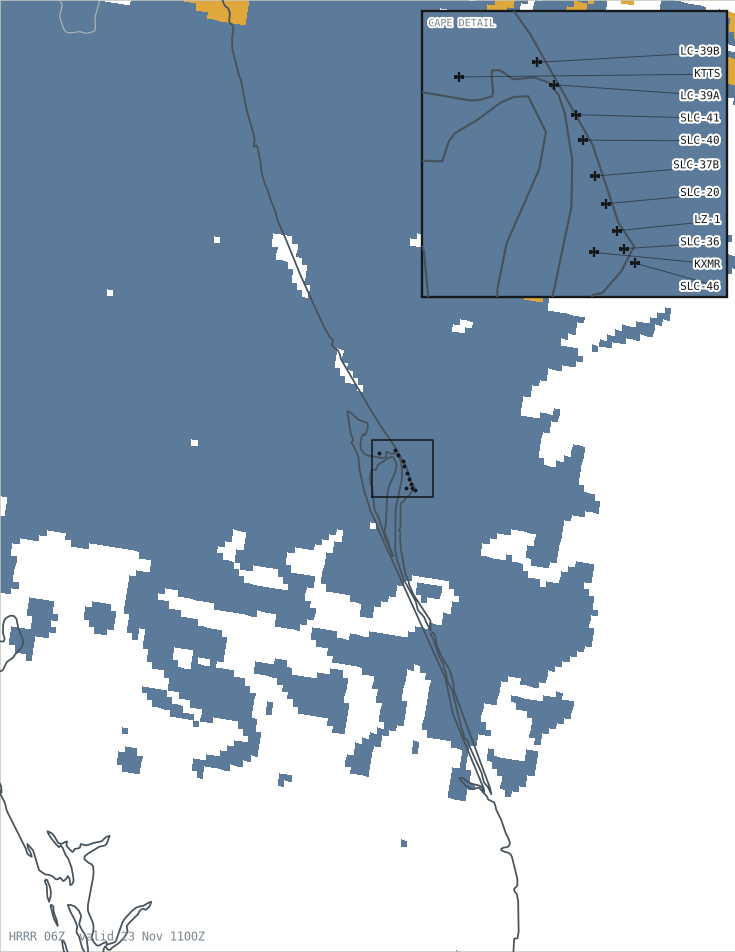 CAPE DETAIL
LC-39B
KTTS
LC-39A
SLC-41
SLC-40
SLC-37B
SLC-20
LZ-1
SLC-36
KXMR
SLC-46
HRRR 06Z valid 23 Nov 1100Z